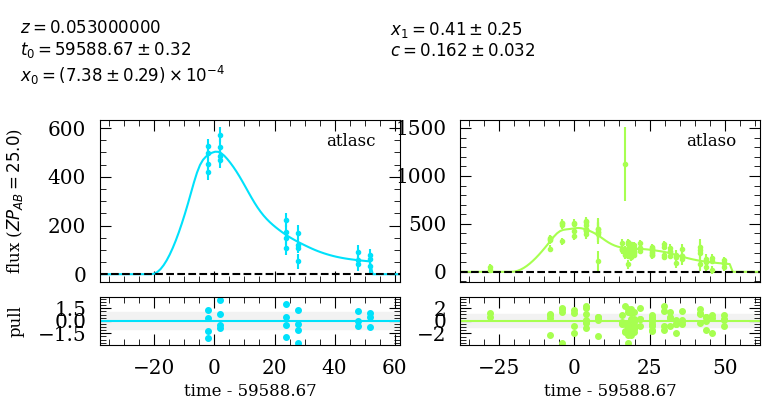 z = 0.053000000
t₀ = 59588.67 ± 0.32
x₀ = (7.38 ± 0.29) × 10⁻⁴
x₁ = 0.41 ± 0.25
c = 0.162 ± 0.032
atlasc
600
400
200
0
flux (ZP_AB = 25.0)
atlaso
1500
1000
500
0
pull
1.5
0.0
−1.5
−20 0 20 40 60
time - 59588.67
2
0
−2
−25 0 25 50
time - 59588.67